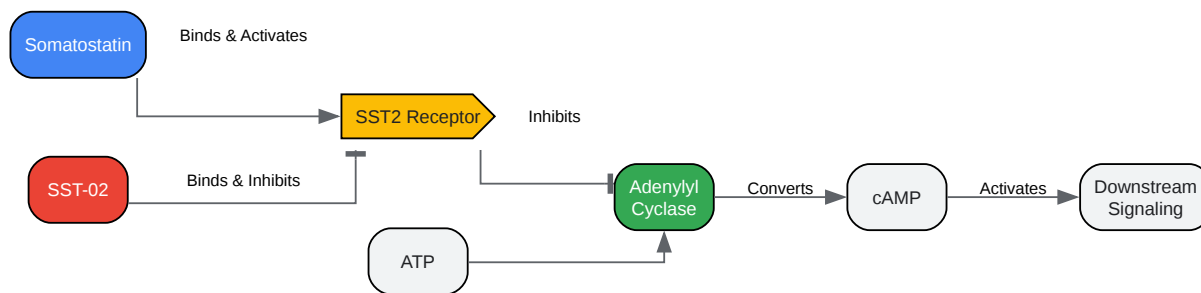 Somatostatin
Binds & Activates
SST2 Receptor
Inhibits
SST-02
Binds & Inhibits
Adenylyl
Cyclase
Converts
cAMP
Activates
Downstream
Signaling
ATP